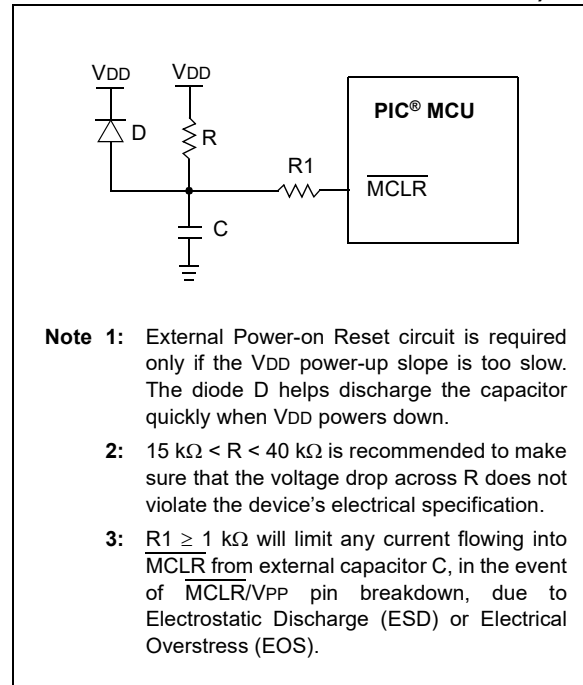 VDD VDD
D
R
PIC® MCU
R1
MCLR
C
Note 1: External Power-on Reset circuit is required
only if the VDD power-up slope is too slow.
The diode D helps discharge the capacitor
quickly when VDD powers down.
2: 15 kΩ < R < 40 kΩ is recommended to make
sure that the voltage drop across R does not
violate the device's electrical specification.
3: R1 ≥ 1 kΩ will limit any current flowing into
MCLR from external capacitor C, in the event
of MCLR/VPP pin breakdown, due to
Electrostatic Discharge (ESD) or Electrical
Overstress (EOS).